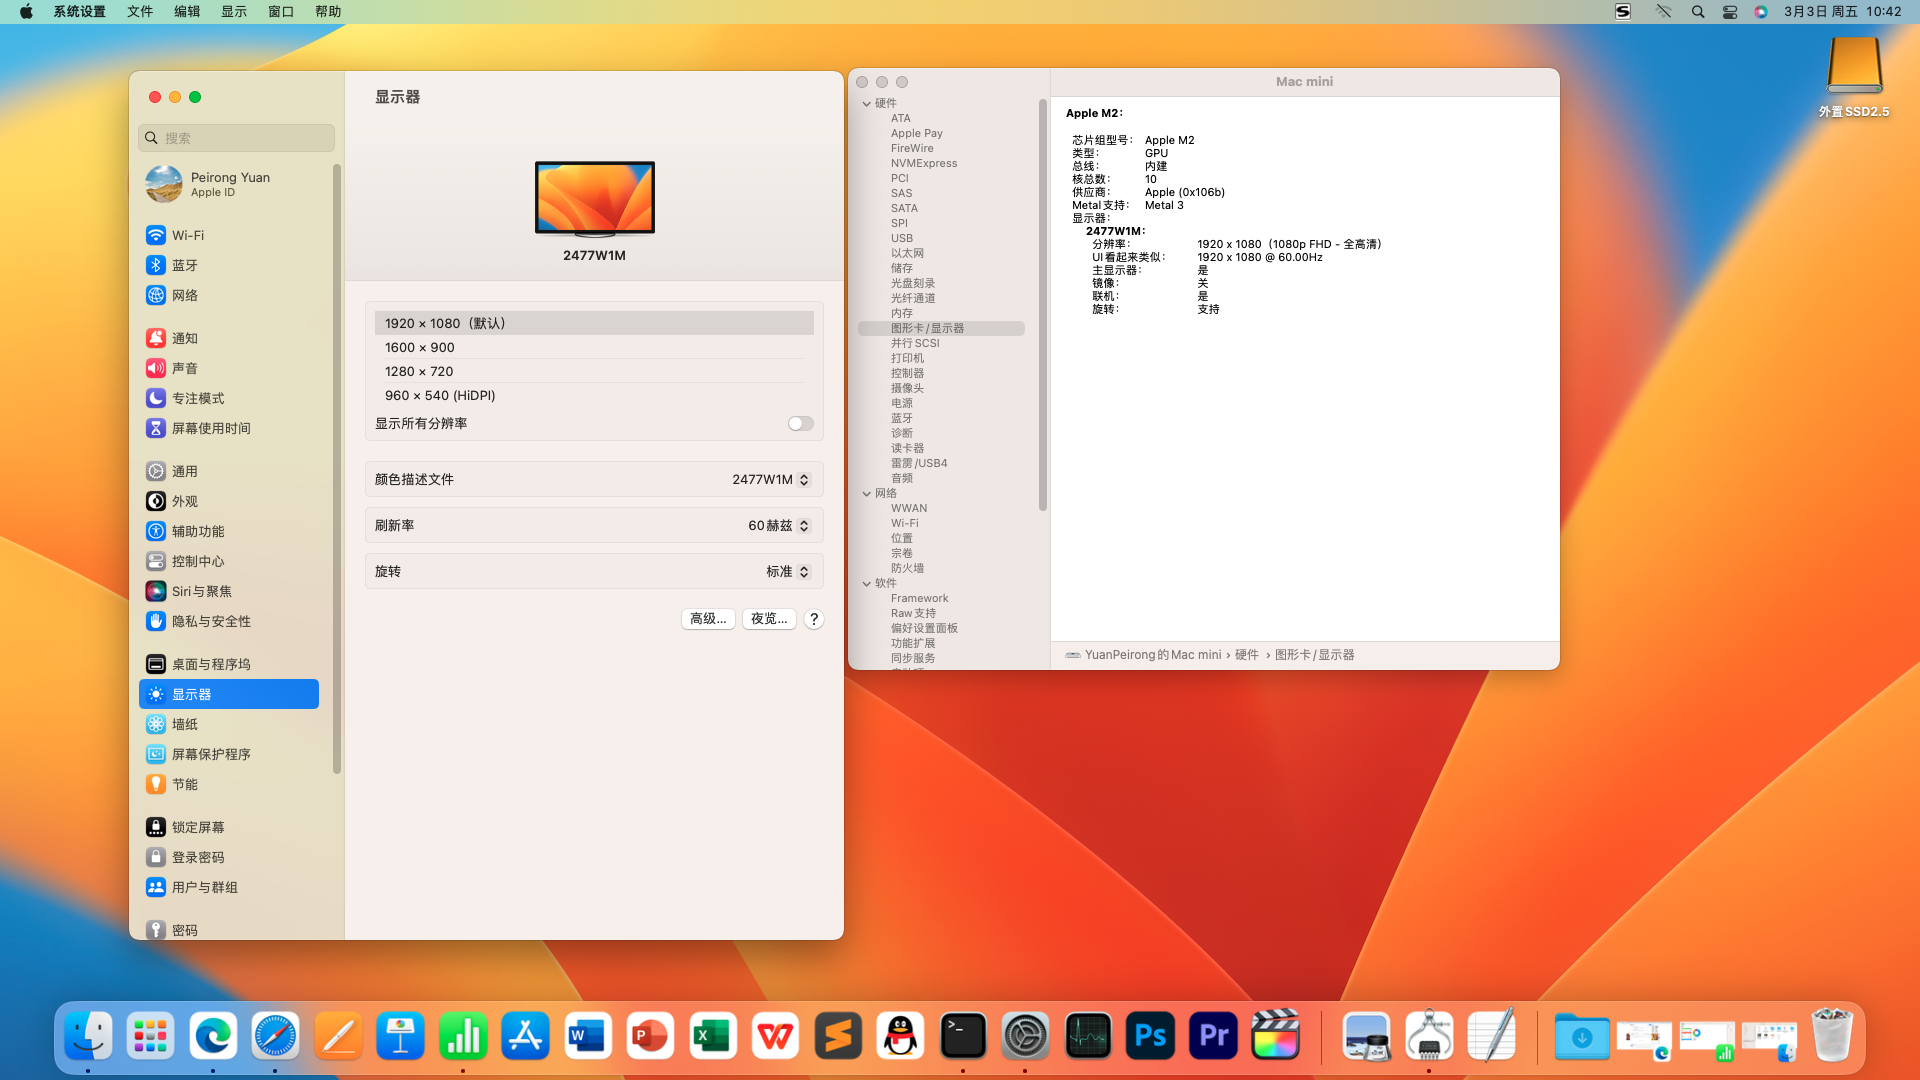 系统设置 文件 编辑 显示 窗口 帮助
3月3日 周五 10:42
外置SSD2.5
搜索
Peirong Yuan
Apple ID
Wi-Fi
蓝牙
网络
通知
声音
专注模式
屏幕使用时间
通用
外观
辅助功能
控制中心
Siri与聚焦
隐私与安全性
桌面与程序坞
显示器
墙纸
屏幕保护程序
节能
锁定屏幕
登录密码
用户与群组
密码
显示器
2477W1M
1920 × 1080（默认）
1600 × 900
1280 × 720
960 × 540 (HiDPI)
显示所有分辨率
颜色描述文件 2477W1M
刷新率 60赫兹
旋转 标准
高级... 夜览... ?
Mac mini
硬件
ATA
Apple Pay
FireWire
NVMExpress
PCI
SAS
SATA
SPI
USB
以太网
储存
光盘刻录
光纤通道
内存
图形卡/显示器
并行SCSI
打印机
控制器
摄像头
电源
蓝牙
诊断
读卡器
雷雳/USB4
音频
网络
WWAN
Wi-Fi
位置
宗卷
防火墙
软件
Framework
Raw支持
偏好设置面板
功能扩展
同步服务
Apple M2：
芯片组型号： Apple M2
类型： GPU
总线： 内建
核总数： 10
供应商： Apple (0x106b)
Metal支持： Metal 3
显示器：
2477W1M：
分辨率： 1920 x 1080（1080p FHD - 全高清）
UI看起来类似： 1920 x 1080 @ 60.00Hz
主显示器： 是
镜像： 关
联机： 是
旋转： 支持
YuanPeirong的Mac mini › 硬件 › 图形卡/显示器
W P X W S >_ Ps Pr